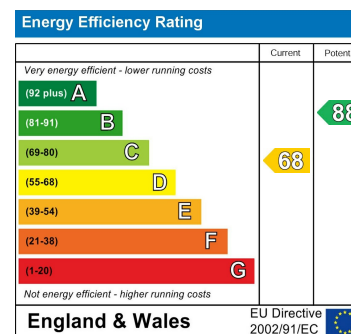 Energy Efficiency Rating
Current
Potent
Very energy efficient - lower running costs
(92 plus) A
(81-91) B
88
(69-80) C
68
(55-68) D
(39-54) E
(21-38) F
(1-20) G
Not energy efficient - higher running costs
England & Wales
EU Directive
2002/91/EC